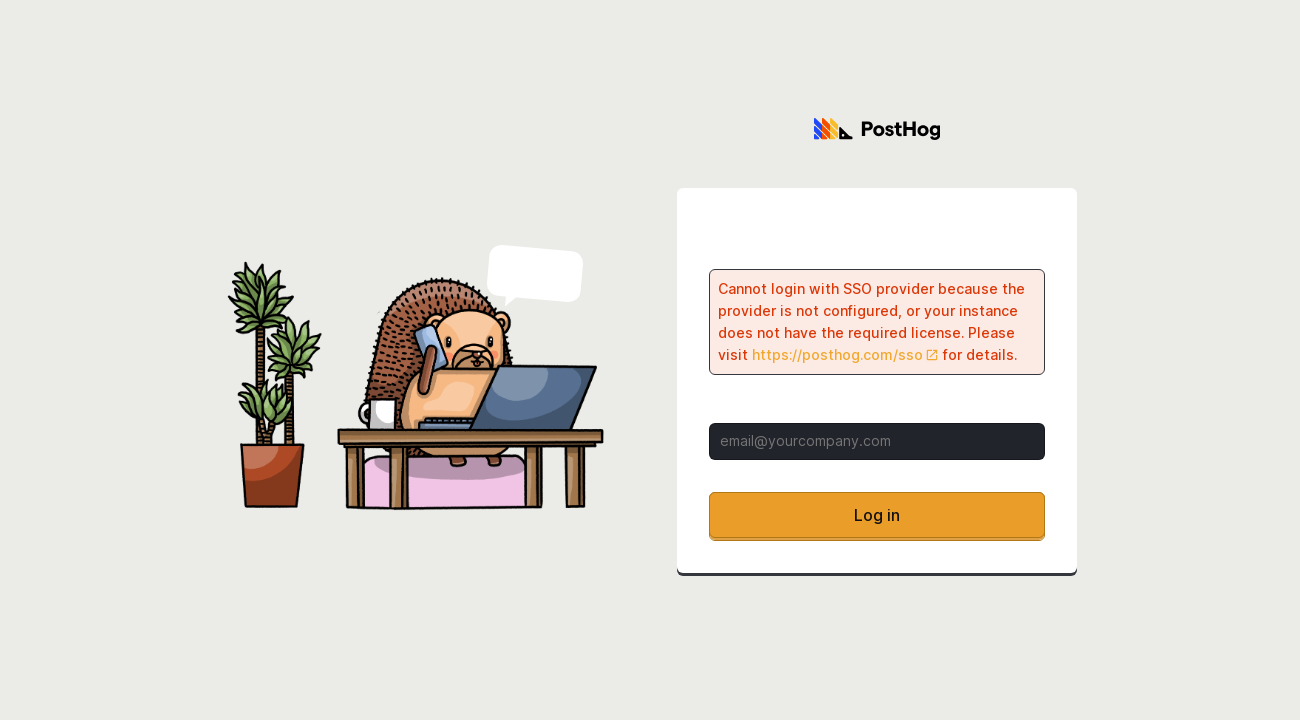 PostHog
Cannot login with SSO provider because the
provider is not configured, or your instance
does not have the required license. Please
visit https://posthog.com/sso for details.
email@yourcompany.com
Log in